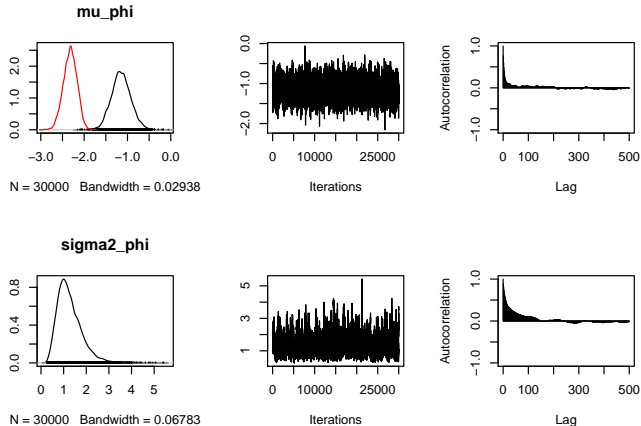 mu_phi
0.0 1.0 2.0
−3.0 −2.0 −1.0 0.0
N = 30000 Bandwidth = 0.02938
−2.0 −1.0 0.0
0 10000 25000
Iterations
Autocorrelation
−1.0 0.0 1.0
0 100 300 500
Lag
sigma2_phi
0.0 0.4 0.8
0 1 2 3 4 5
N = 30000 Bandwidth = 0.06783
1 3 5
0 10000 25000
Iterations
Autocorrelation
−1.0 0.0 1.0
0 100 300 500
Lag